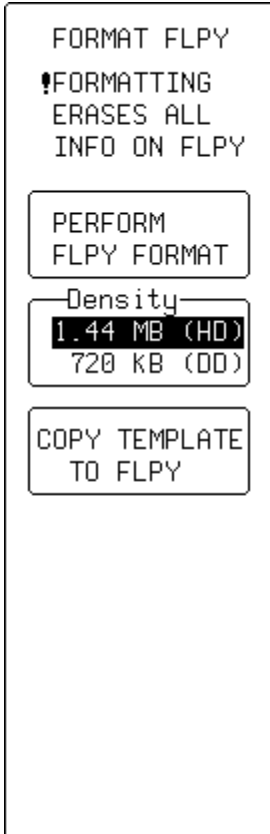 FORMAT FLPY
!FORMATTING
ERASES ALL
INFO ON FLPY
PERFORM
FLPY FORMAT
Density
1.44 MB (HD)
720 KB (DD)
COPY TEMPLATE
TO FLPY